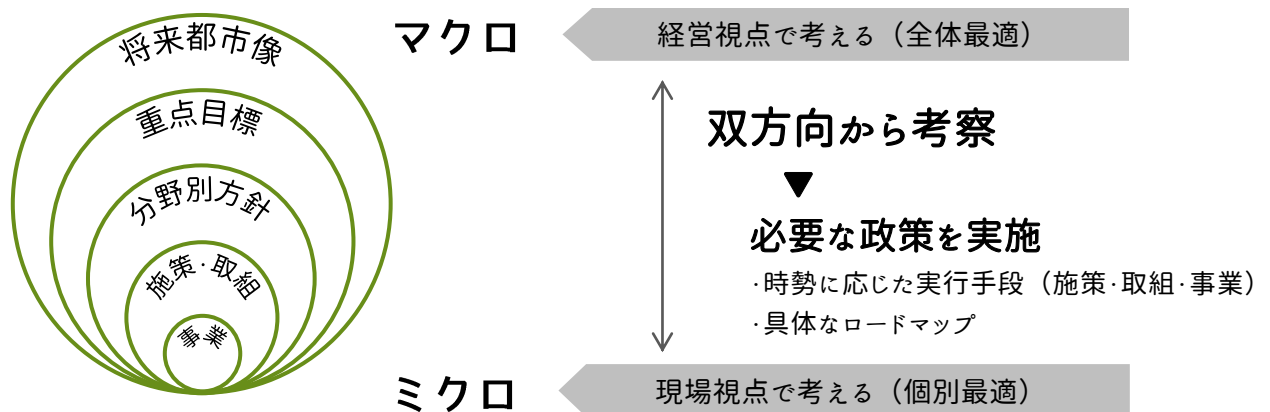 将来都市像
重点目標
分野別方針
施策・取組
事業
マクロ
経営視点で考える（全体最適）
双方向から考察
▼
必要な政策を実施
・時勢に応じた実行手段（施策・取組・事業）
・具体なロードマップ
ミクロ
現場視点で考える（個別最適）